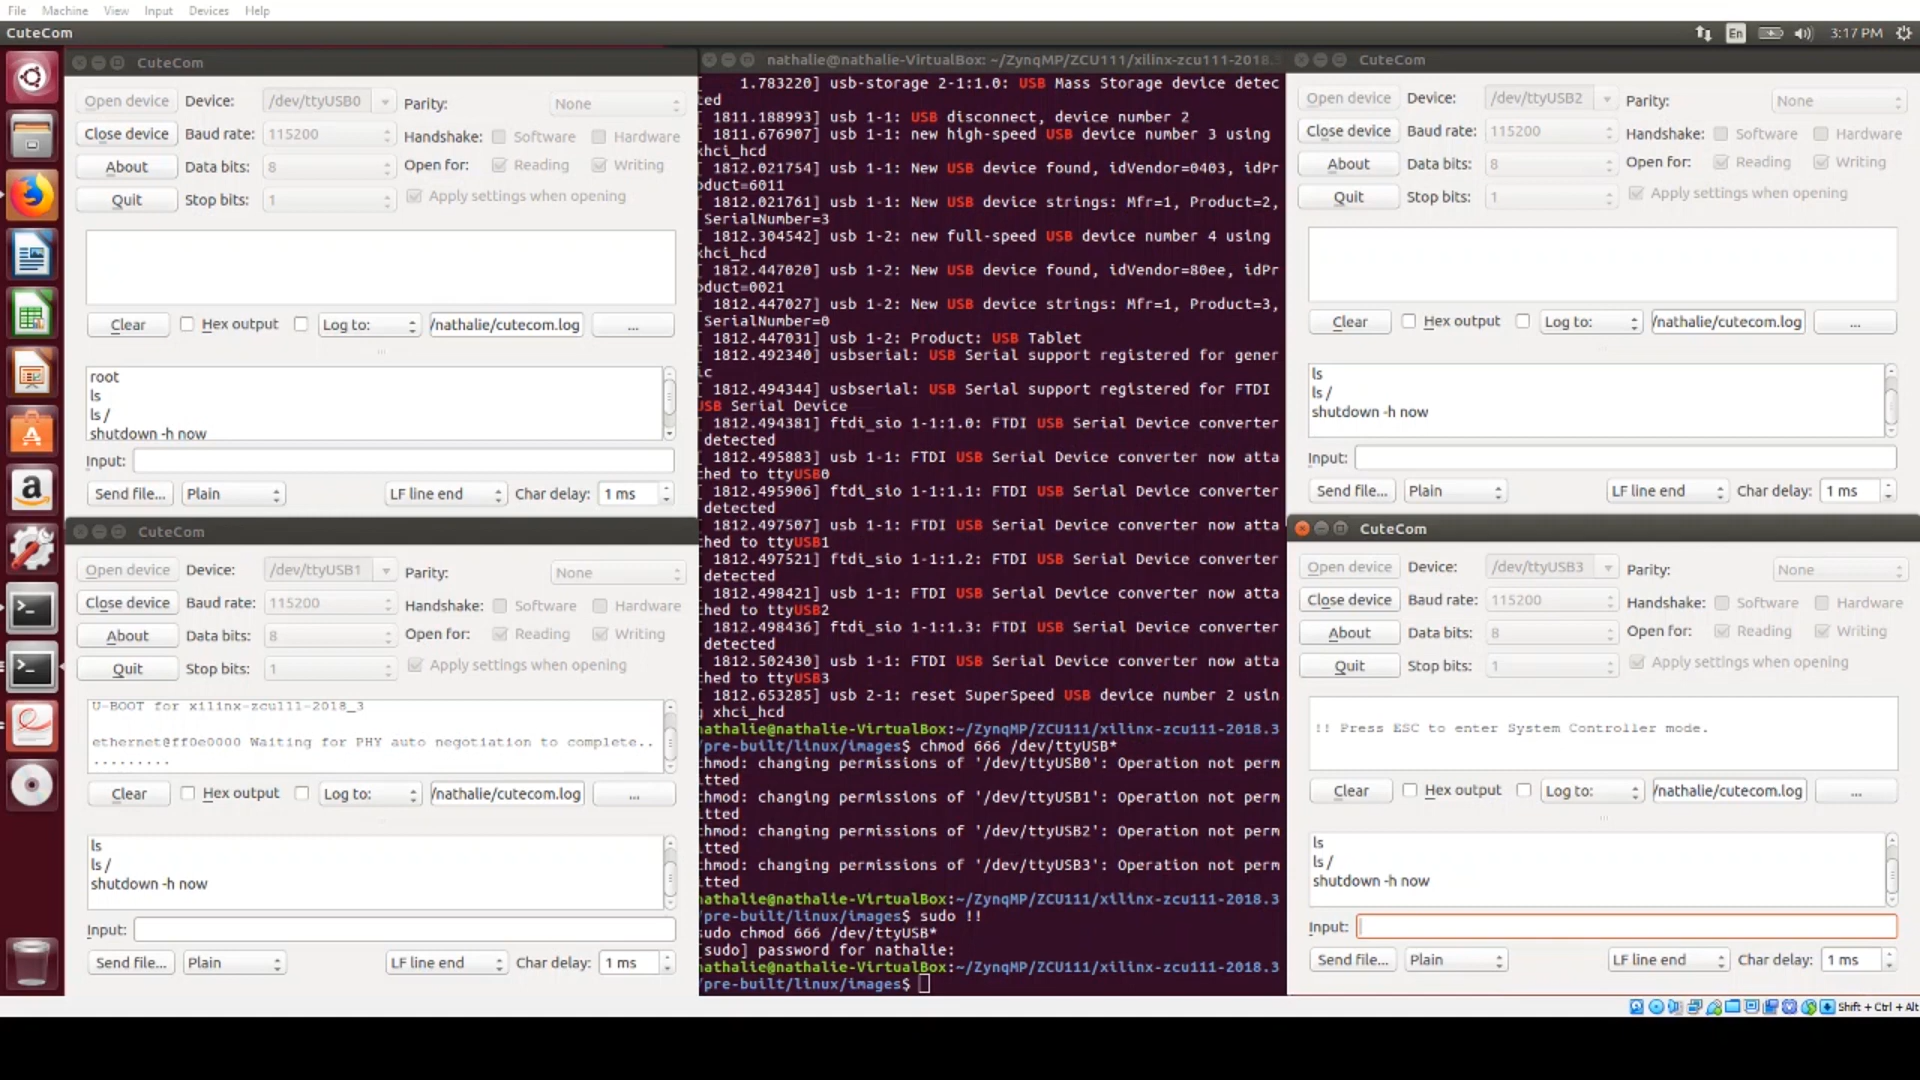 File Machine View Input Devices Help
CuteCom
En
3:17 PM
CuteCom
Open device Device: /dev/ttyUSB0 Parity: None
Close device Baud rate: 115200 Handshake: Software Hardware
About Data bits: 8 Open for: Reading Writing
Quit Stop bits: 1 Apply settings when opening
Clear Hex output Log to: /nathalie/cutecom.log ...
root
ls
ls /
shutdown -h now
Input:
Send file... Plain LF line end Char delay: 1 ms
CuteCom
Open device Device: /dev/ttyUSB1 Parity: None
Close device Baud rate: 115200 Handshake: Software Hardware
About Data bits: 8 Open for: Reading Writing
Quit Stop bits: 1 Apply settings when opening
U-BOOT for xilinx-zcu111-2018_3
ethernet@ff0e0000 Waiting for PHY auto negotiation to complete..
.........
Clear Hex output Log to: /nathalie/cutecom.log ...
ls
ls /
shutdown -h now
Input:
Send file... Plain LF line end Char delay: 1 ms
nathalie@nathalie-VirtualBox: ~/ZynqMP/ZCU111/xilinx-zcu111-2018.
[ 1.783220] usb-storage 2-1:1.0: USB Mass Storage device detec
ted
[ 1811.188993] usb 1-1: USB disconnect, device number 2
[ 1811.676907] usb 1-1: new high-speed USB device number 3 using
xhci_hcd
[ 1812.021754] usb 1-1: New USB device found, idVendor=0403, idPr
oduct=6011
[ 1812.021761] usb 1-1: New USB device strings: Mfr=1, Product=2,
SerialNumber=3
[ 1812.304542] usb 1-2: new full-speed USB device number 4 using
xhci_hcd
[ 1812.447020] usb 1-2: New USB device found, idVendor=80ee, idPr
oduct=0021
[ 1812.447027] usb 1-2: New USB device strings: Mfr=1, Product=3,
SerialNumber=0
[ 1812.447031] usb 1-2: Product: USB Tablet
[ 1812.492340] usbserial: USB Serial support registered for gener
ic
[ 1812.494344] usbserial: USB Serial support registered for FTDI
USB Serial Device
[ 1812.494381] ftdi_sio 1-1:1.0: FTDI USB Serial Device converter
detected
[ 1812.495883] usb 1-1: FTDI USB Serial Device converter now atta
ched to ttyUSB0
[ 1812.495906] ftdi_sio 1-1:1.1: FTDI USB Serial Device converter
detected
[ 1812.497507] usb 1-1: FTDI USB Serial Device converter now atta
ched to ttyUSB1
[ 1812.497521] ftdi_sio 1-1:1.2: FTDI USB Serial Device converter
detected
[ 1812.498421] usb 1-1: FTDI USB Serial Device converter now atta
ched to ttyUSB2
[ 1812.498436] ftdi_sio 1-1:1.3: FTDI USB Serial Device converter
detected
[ 1812.502430] usb 1-1: FTDI USB Serial Device converter now atta
ched to ttyUSB3
[ 1812.653285] usb 2-1: reset SuperSpeed USB device number 2 usin
g xhci_hcd
nathalie@nathalie-VirtualBox:~/ZynqMP/ZCU111/xilinx-zcu111-2018.3
/pre-built/linux/images$ chmod 666 /dev/ttyUSB*
chmod: changing permissions of '/dev/ttyUSB0': Operation not perm
itted
chmod: changing permissions of '/dev/ttyUSB1': Operation not perm
itted
chmod: changing permissions of '/dev/ttyUSB2': Operation not perm
itted
chmod: changing permissions of '/dev/ttyUSB3': Operation not perm
itted
nathalie@nathalie-VirtualBox:~/ZynqMP/ZCU111/xilinx-zcu111-2018.3
/pre-built/linux/images$ sudo !!
sudo chmod 666 /dev/ttyUSB*
[sudo] password for nathalie:
nathalie@nathalie-VirtualBox:~/ZynqMP/ZCU111/xilinx-zcu111-2018.3
/pre-built/linux/images$
CuteCom
Open device Device: /dev/ttyUSB2 Parity: None
Close device Baud rate: 115200 Handshake: Software Hardware
About Data bits: 8 Open for: Reading Writing
Quit Stop bits: 1 Apply settings when opening
Clear Hex output Log to: /nathalie/cutecom.log ...
ls
ls /
shutdown -h now
Input:
Send file... Plain LF line end Char delay: 1 ms
CuteCom
Open device Device: /dev/ttyUSB3 Parity: None
Close device Baud rate: 115200 Handshake: Software Hardware
About Data bits: 8 Open for: Reading Writing
Quit Stop bits: 1 Apply settings when opening
!! Press ESC to enter System Controller mode.
Clear Hex output Log to: /nathalie/cutecom.log ...
ls
ls /
shutdown -h now
Input:
Send file... Plain LF line end Char delay: 1 ms
Shift + Ctrl + Alt